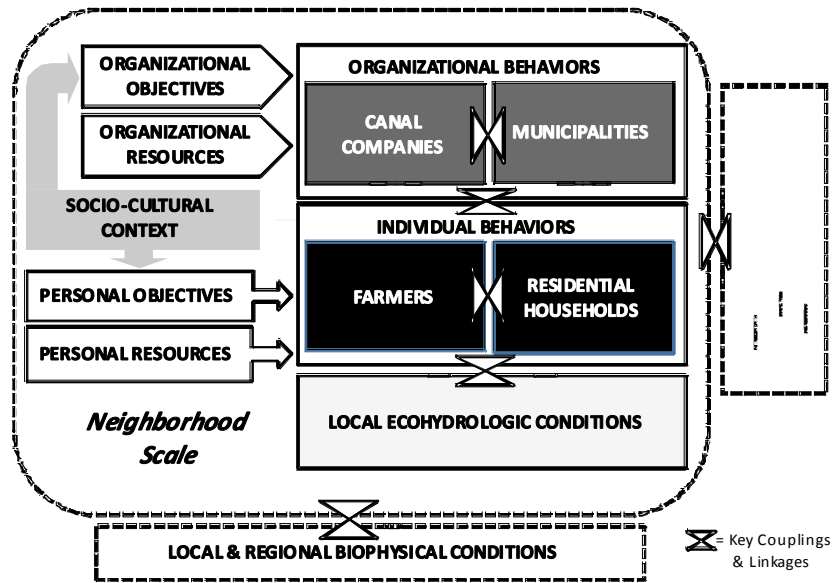 ORGANIZATIONAL
OBJECTIVES
ORGANIZATIONAL
RESOURCES
SOCIO-CULTURAL
CONTEXT
PERSONAL OBJECTIVES
PERSONAL RESOURCES
Neighborhood
Scale
ORGANIZATIONAL BEHAVIORS
CANAL
COMPANIES
MUNICIPALITIES
INDIVIDUAL BEHAVIORS
FARMERS
RESIDENTIAL
HOUSEHOLDS
LOCAL ECOHYDROLOGIC CONDITIONS
LOCAL & REGIONAL BIOPHYSICAL CONDITIONS
= Key Couplings
& Linkages